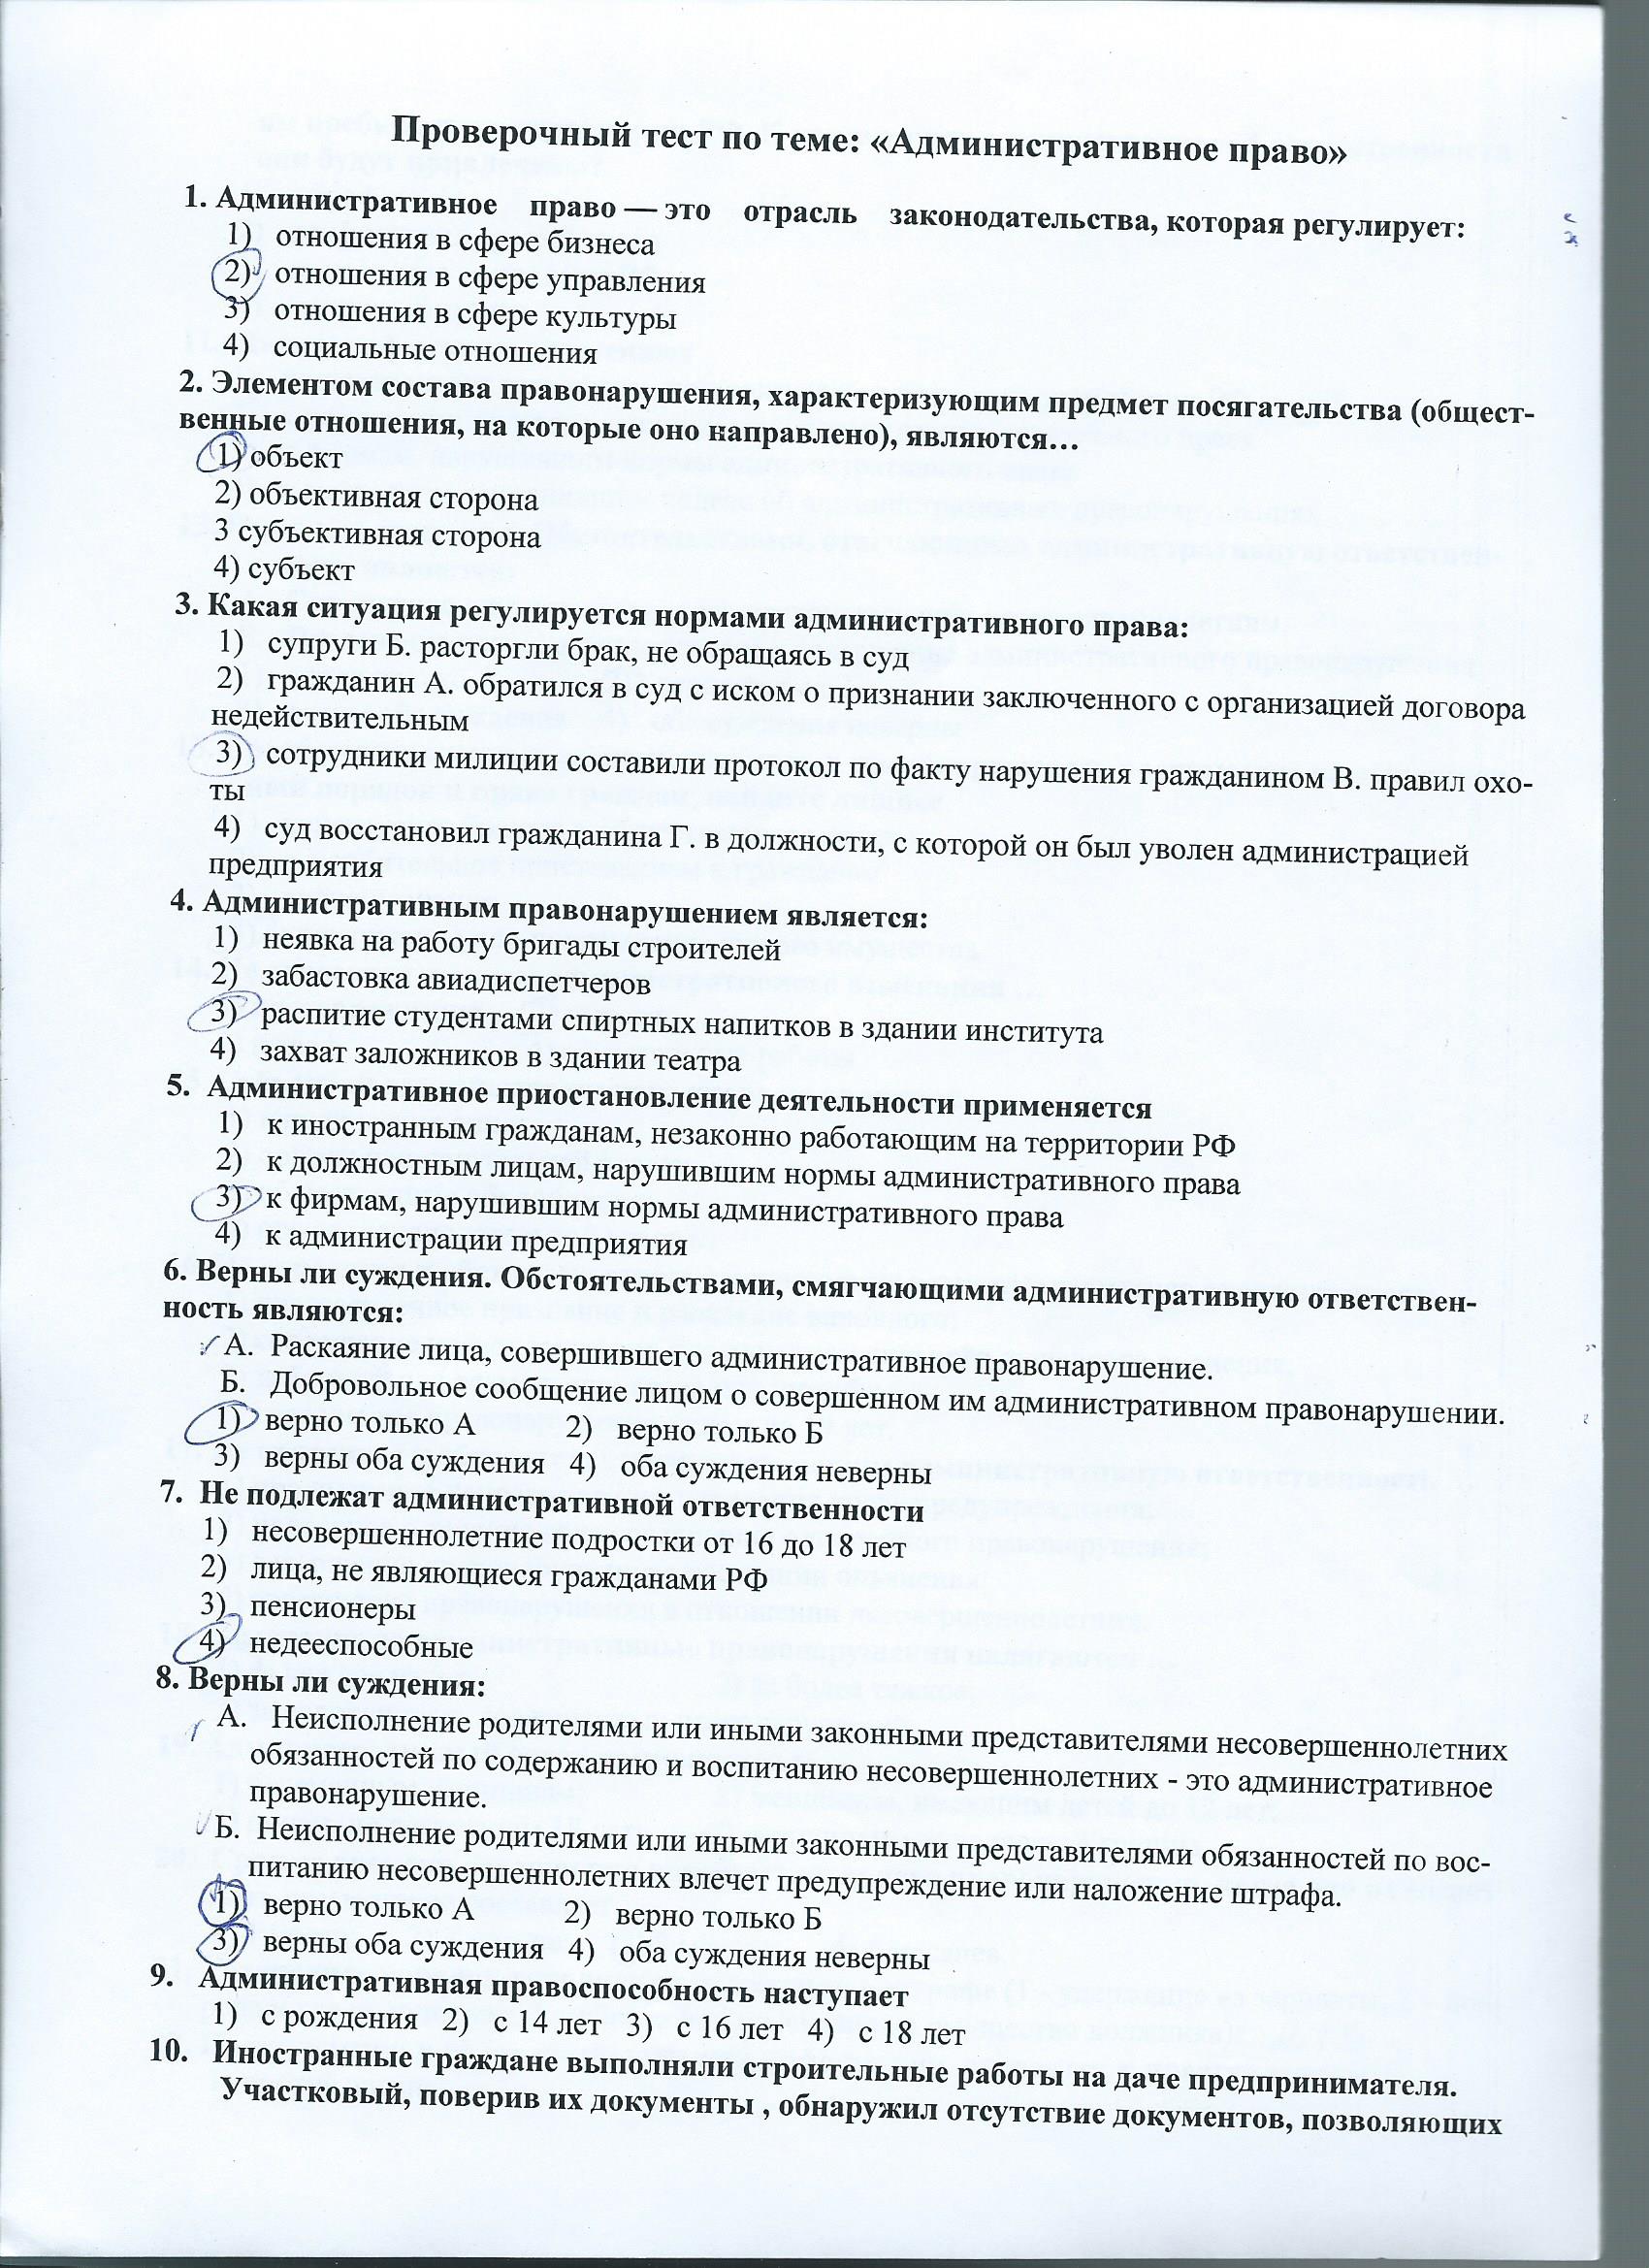 Проверочный тест по теме: «Административное право»
1. Административное право — это отрасль законодательства, которая регулирует:
1) отношения в сфере бизнеса
2) отношения в сфере управления
3) отношения в сфере культуры
4) социальные отношения
2. Элементом состава правонарушения, характеризующим предмет посягательства (общест-
венные отношения, на которые оно направлено), являются…
1) объект
2) объективная сторона
3 субъективная сторона
4) субъект
3. Какая ситуация регулируется нормами административного права:
1) супруги Б. расторгли брак, не обращаясь в суд
2) гражданин А. обратился в суд с иском о признании заключенного с организацией договора
недействительным
3) сотрудники милиции составили протокол по факту нарушения гражданином В. правил охо-
ты
4) суд восстановил гражданина Г. в должности, с которой он был уволен администрацией
предприятия
4. Административным правонарушением является:
1) неявка на работу бригады строителей
2) забастовка авиадиспетчеров
3) распитие студентами спиртных напитков в здании института
4) захват заложников в здании театра
5. Административное приостановление деятельности применяется
1) к иностранным гражданам, незаконно работающим на территории РФ
2) к должностным лицам, нарушившим нормы административного права
3) к фирмам, нарушившим нормы административного права
4) к администрации предприятия
6. Верны ли суждения. Обстоятельствами, смягчающими административную ответствен-
ность являются:
А. Раскаяние лица, совершившего административное правонарушение.
Б. Добровольное сообщение лицом о совершенном им административном правонарушении.
1) верно только А 2) верно только Б
3) верны оба суждения 4) оба суждения неверны
7. Не подлежат административной ответственности
1) несовершеннолетние подростки от 16 до 18 лет
2) лица, не являющиеся гражданами РФ
3) пенсионеры
4) недееспособные
8. Верны ли суждения:
А. Неисполнение родителями или иными законными представителями несовершеннолетних
обязанностей по содержанию и воспитанию несовершеннолетних - это административное
правонарушение.
Б. Неисполнение родителями или иными законными представителями обязанностей по вос-
питанию несовершеннолетних влечет предупреждение или наложение штрафа.
1) верно только А 2) верно только Б
3) верны оба суждения 4) оба суждения неверны
9. Административная правоспособность наступает
1) с рождения 2) с 14 лет 3) с 16 лет 4) с 18 лет
10. Иностранные граждане выполняли строительные работы на даче предпринимателя.
Участковый, поверив их документы , обнаружил отсутствие документов, позволяющих